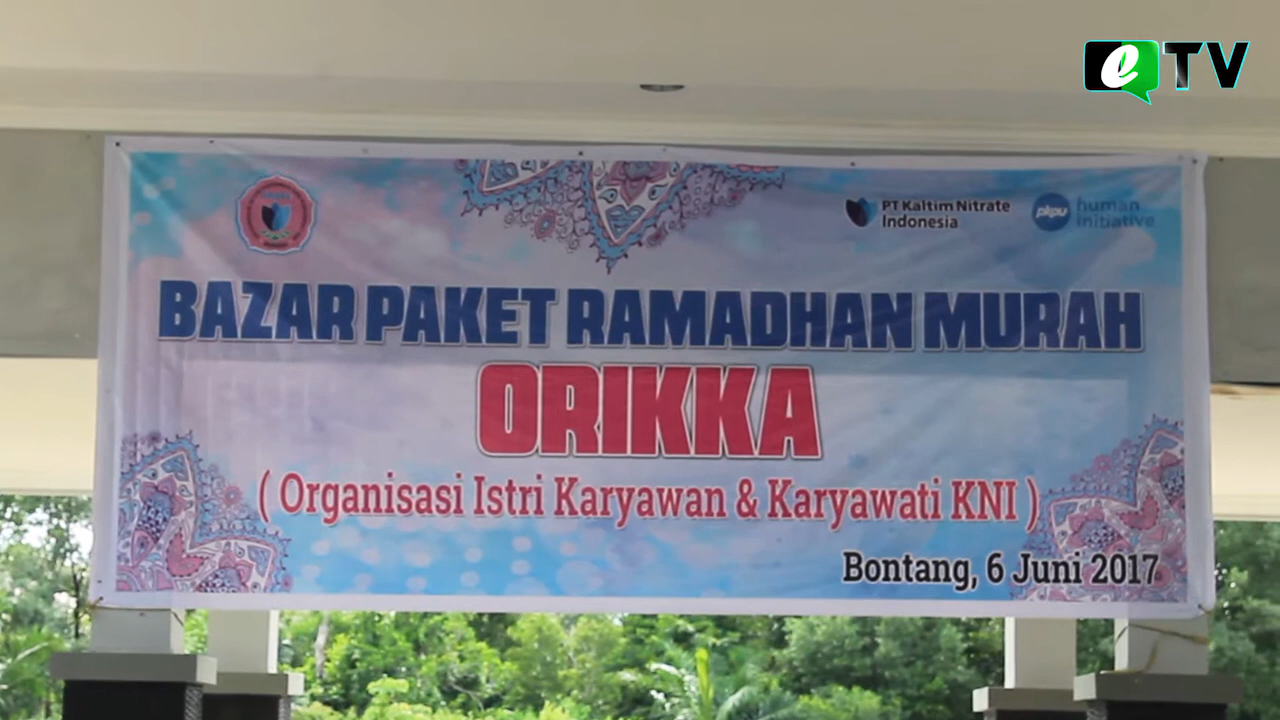 e TV
PT Kaltim Nitrate
Indonesia
pkpu
human
initiative
BAZAR PAKET RAMADHAN MURAH
ORIKKA
( Organisasi Istri Karyawan & Karyawati KNI )
Bontang, 6 Juni 2017